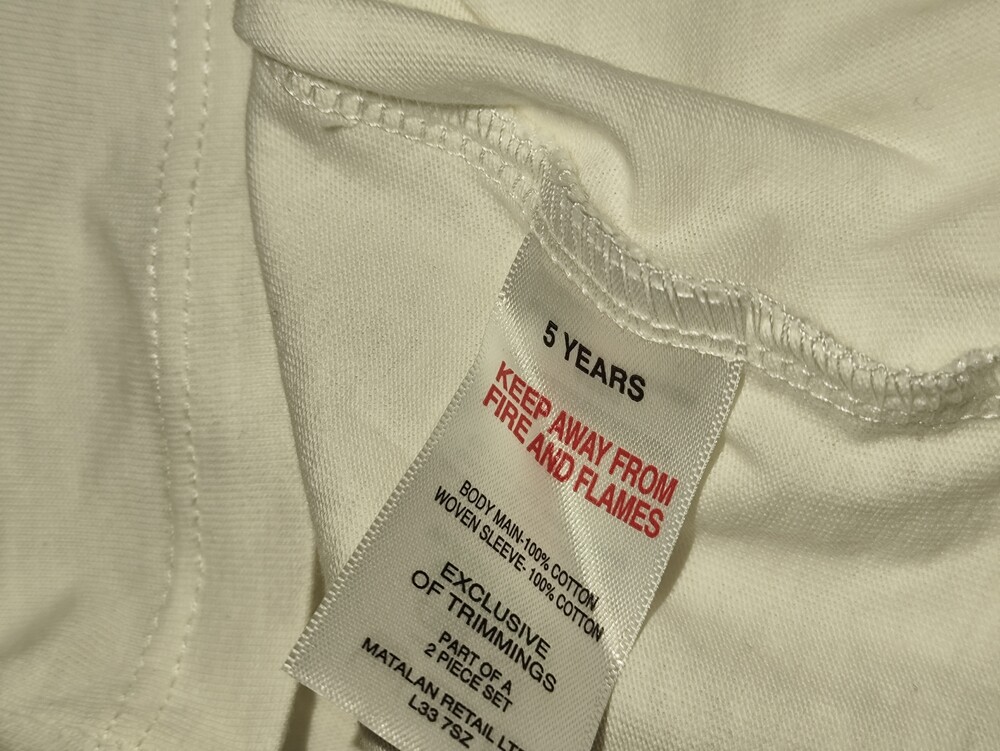 5 YEARS
KEEP AWAY FROM
FIRE AND FLAMES
BODY MAIN-100% COTTON
WOVEN SLEEVE- 100% COTTON
EXCLUSIVE
OF TRIMMINGS
PART OF A
2 PIECE SET
MATALAN RETAIL
L33 7SZ